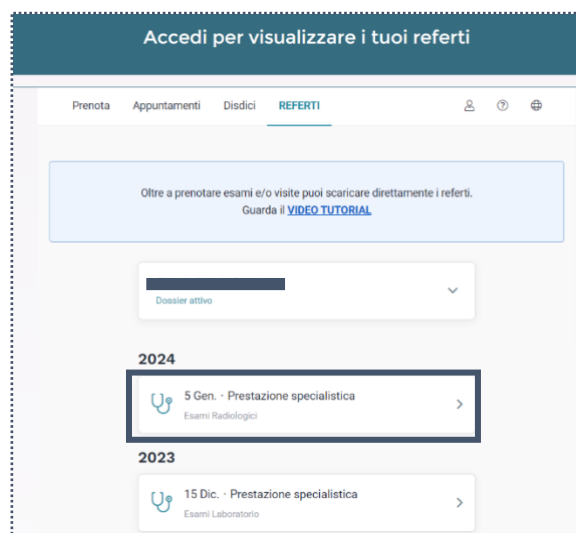 Accedi per visualizzare i tuoi referti
Prenota Appuntamenti Disdici REFERTI
Oltre a prenotare esami e/o visite puoi scaricare direttamente i referti.
Guarda il VIDEO TUTORIAL
Dossier attivo
2024
5 Gen. · Prestazione specialistica
Esami Radiologici
2023
15 Dic. · Prestazione specialistica
Esami Laboratorio